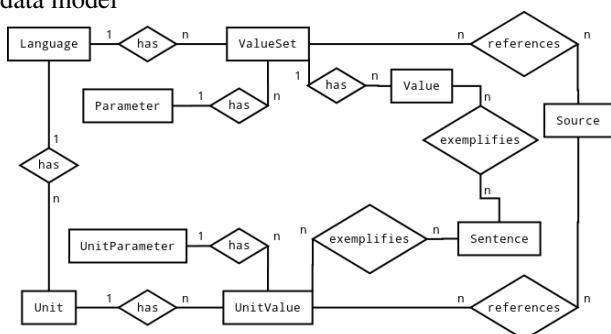 data model
Language 1 has n ValueSet n references n
1 has n Value n
Parameter 1 has n
exemplifies
Source
1
has
n
n
UnitParameter 1 has n n exemplifies n Sentence
Unit 1 has n UnitValue n references n